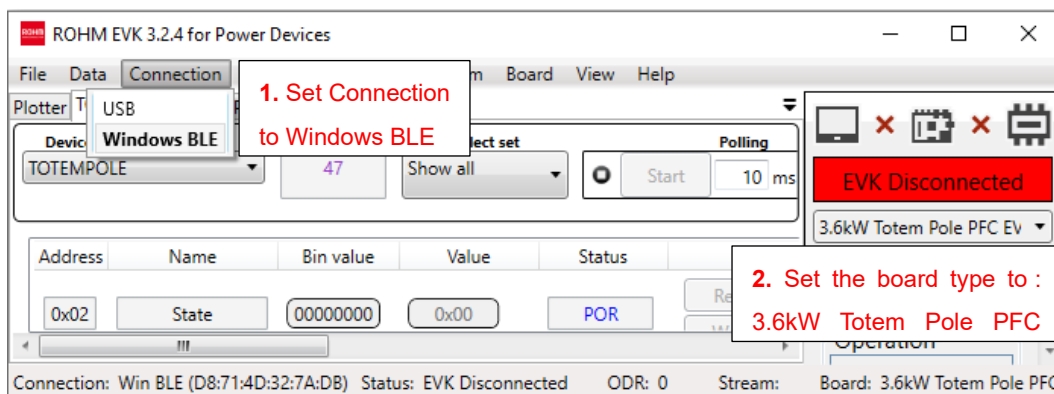 ROHM EVK 3.2.4 for Power Devices
File Data Connection Board View Help
1. Set Connection
to Windows BLE
Plotter
USB
Windows BLE
Polling
TOTEMPOLE 47 Show all Start 10 ms
EVK Disconnected
3.6kW Totem Pole PFC EV
Address Name Bin value Value Status
2. Set the board type to :
3.6kW Totem Pole PFC
0x02 State 00000000 0x00 POR
Operation
Connection: Win BLE (D8:71:4D:32:7A:DB) Status: EVK Disconnected ODR: 0 Stream: Board: 3.6kW Totem Pole PFC